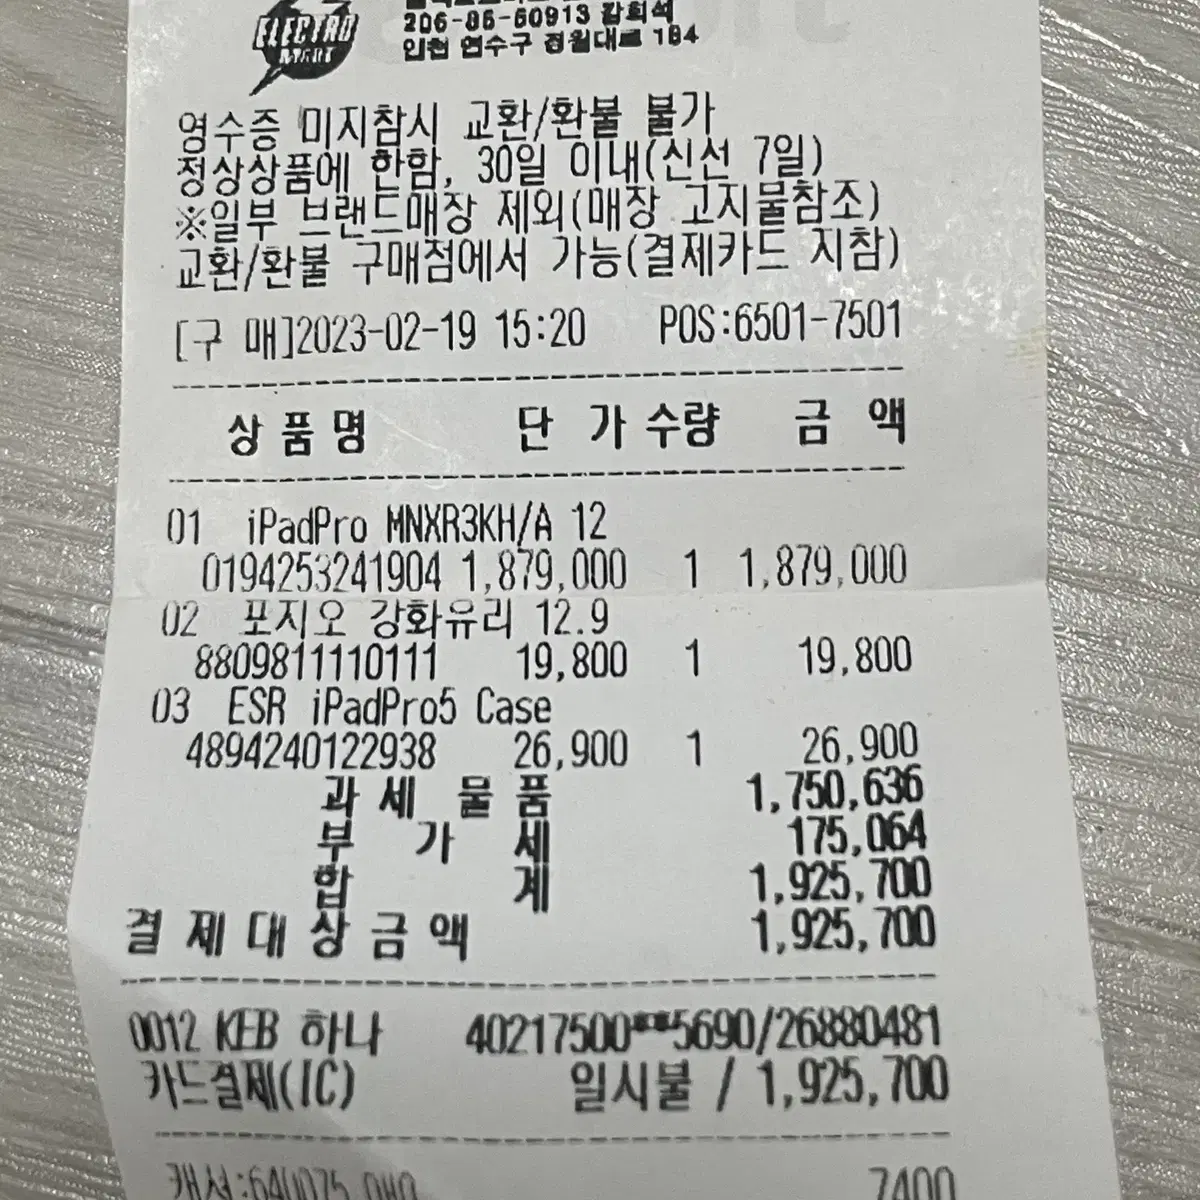 ELECTRO
MART
206-86-50913 강희석
인천 연수구 경원대로 184
영수증 미지참시 교환/환불 불가
정상상품에 한함, 30일 이내(신선 7일)
※일부 브랜드매장 제외(매장 고지물참조)
교환/환불 구매점에서 가능(결제카드 지참)
[구 매]2023-02-19 15:20 POS:6501-7501
상품명 단가 수량 금액
01 iPadPro MNXR3KH/A 12
0194253241904 1,879,000 1 1,879,000
02 포지오 강화유리 12.9
8809811110111 19,800 1 19,800
03 ESR iPadPro5 Case
4894240122938 26,900 1 26,900
과세 물품 1,750,636
부가세 175,064
합계 1,925,700
결제대상금액 1,925,700
0012 KEB 하나 40217500**5690/26880481
카드결제(IC) 일시불 / 1,925,700
캐셔:640075 7400